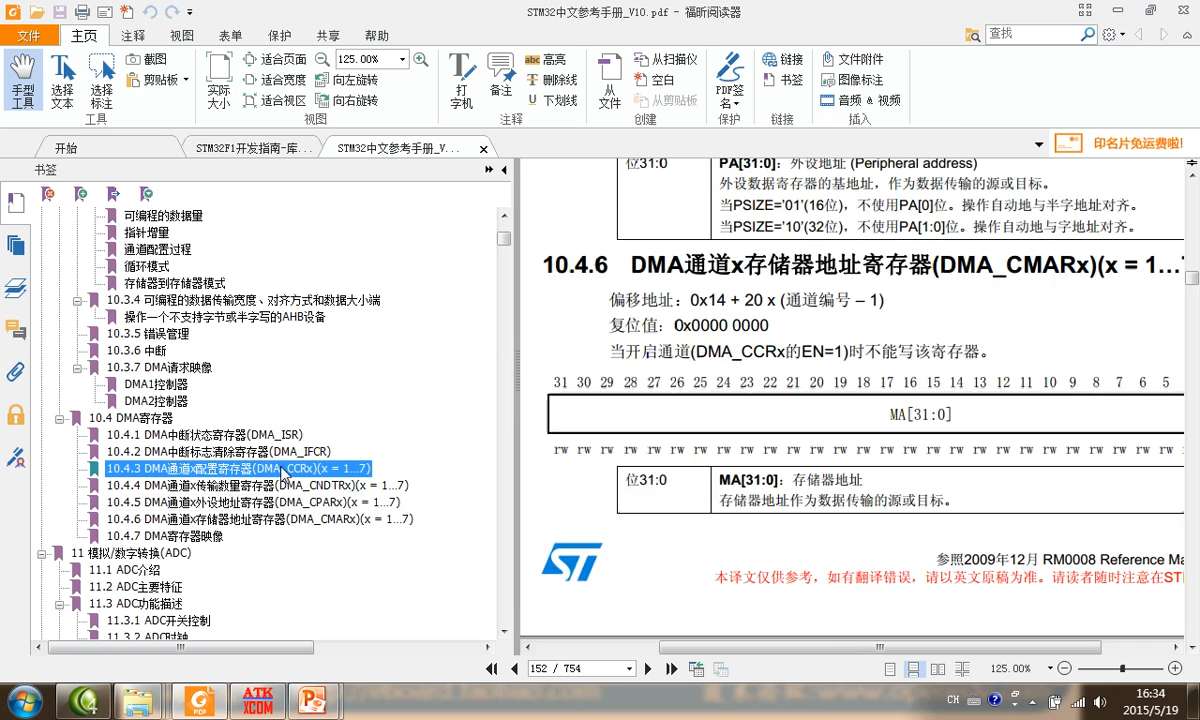 STM32中文参考手册_V10.pdf - 福昕阅读器
文件 主页 注释 视图 表单 保护 共享 帮助
查找
手型工具
选择文本
选择标注
截图
剪贴板
工具
实际大小
适合页面
适合宽度
适合视区
125.00%
向左旋转
向右旋转
视图
打字机
备注
abc 高亮
删除线
下划线
注释
从文件
从扫描仪
空白
从剪贴板
创建
PDF签名
保护
链接
书签
链接
文件附件
图像标注
音频 & 视频
插入
开始
STM32F1开发指南-库...
STM32中文参考手册_V...
印名片免运费啦!
书签
可编程的数据量
指针增量
通道配置过程
循环模式
存储器到存储器模式
10.3.4 可编程的数据传输宽度、对齐方式和数据大小端
操作一个不支持字节或半字写的AHB设备
10.3.5 错误管理
10.3.6 中断
10.3.7 DMA请求映像
DMA1控制器
DMA2控制器
10.4 DMA寄存器
10.4.1 DMA中断状态寄存器(DMA_ISR)
10.4.2 DMA中断标志清除寄存器(DMA_IFCR)
10.4.3 DMA通道x配置寄存器(DMA_CCRx)(x = 1…7)
10.4.4 DMA通道x传输数量寄存器(DMA_CNDTRx)(x = 1…7)
10.4.5 DMA通道x外设地址寄存器(DMA_CPARx)(x = 1…7)
10.4.6 DMA通道x存储器地址寄存器(DMA_CMARx)(x = 1…7)
10.4.7 DMA寄存器映像
11 模拟/数字转换(ADC)
11.1 ADC介绍
11.2 ADC主要特征
11.3 ADC功能描述
11.3.1 ADC开关控制
11.3.2 ADC时钟
位31:0 PA[31:0]：外设地址 (Peripheral address)
外设数据寄存器的基地址，作为数据传输的源或目标。
当PSIZE='01'(16位)，不使用PA[0]位。操作自动地与半字地址对齐。
当PSIZE='10'(32位)，不使用PA[1:0]位。操作自动地与字地址对齐。
10.4.6 DMA通道x存储器地址寄存器(DMA_CMARx)(x = 1…7
偏移地址：0x14 + 20 x (通道编号 – 1)
复位值：0x0000 0000
当开启通道(DMA_CCRx的EN=1)时不能写该寄存器。
31 30 29 28 27 26 25 24 23 22 21 20 19 18 17 16 15 14 13 12 11 10 9 8 7 6 5
MA[31:0]
rw rw rw rw rw rw rw rw rw rw rw rw rw rw rw rw rw rw rw rw rw rw rw rw rw rw rw
位31:0 MA[31:0]：存储器地址
存储器地址作为数据传输的源或目标。
ST
参照2009年12月 RM0008 Reference Ma
本译文仅供参考，如有翻译错误，请以英文原稿为准。请读者随时注意在ST
152 / 754
125.00%
PDF
ATK XCOM
CH
16:34
2015/5/19